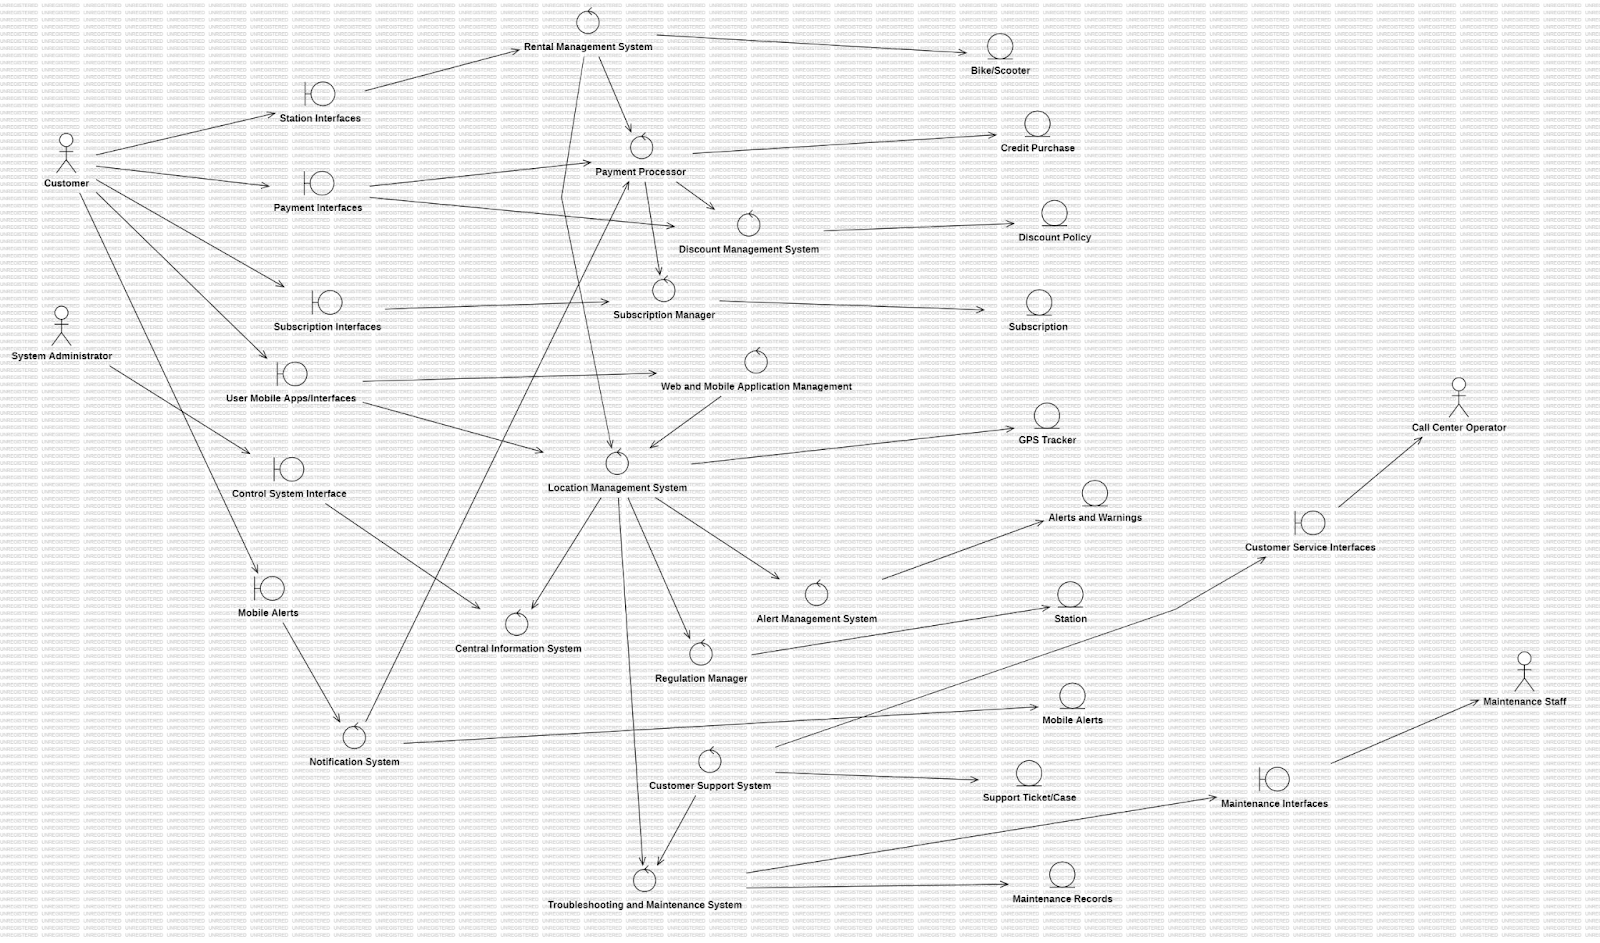 Rental Management System
Bike/Scooter
Station Interfaces
Credit Purchase
Payment Processor
Customer
Payment Interfaces
Discount Policy
Discount Management System
Subscription Manager
Subscription Interfaces
Subscription
System Administrator
Web and Mobile Application Management
User Mobile Apps/Interfaces
Call Center Operator
GPS Tracker
Location Management System
Control System Interface
Alerts and Warnings
Customer Service Interfaces
Mobile Alerts
Alert Management System
Station
Central Information System
Regulation Manager
Maintenance Staff
Mobile Alerts
Notification System
Customer Support System
Support Ticket/Case
Maintenance Interfaces
Maintenance Records
Troubleshooting and Maintenance System